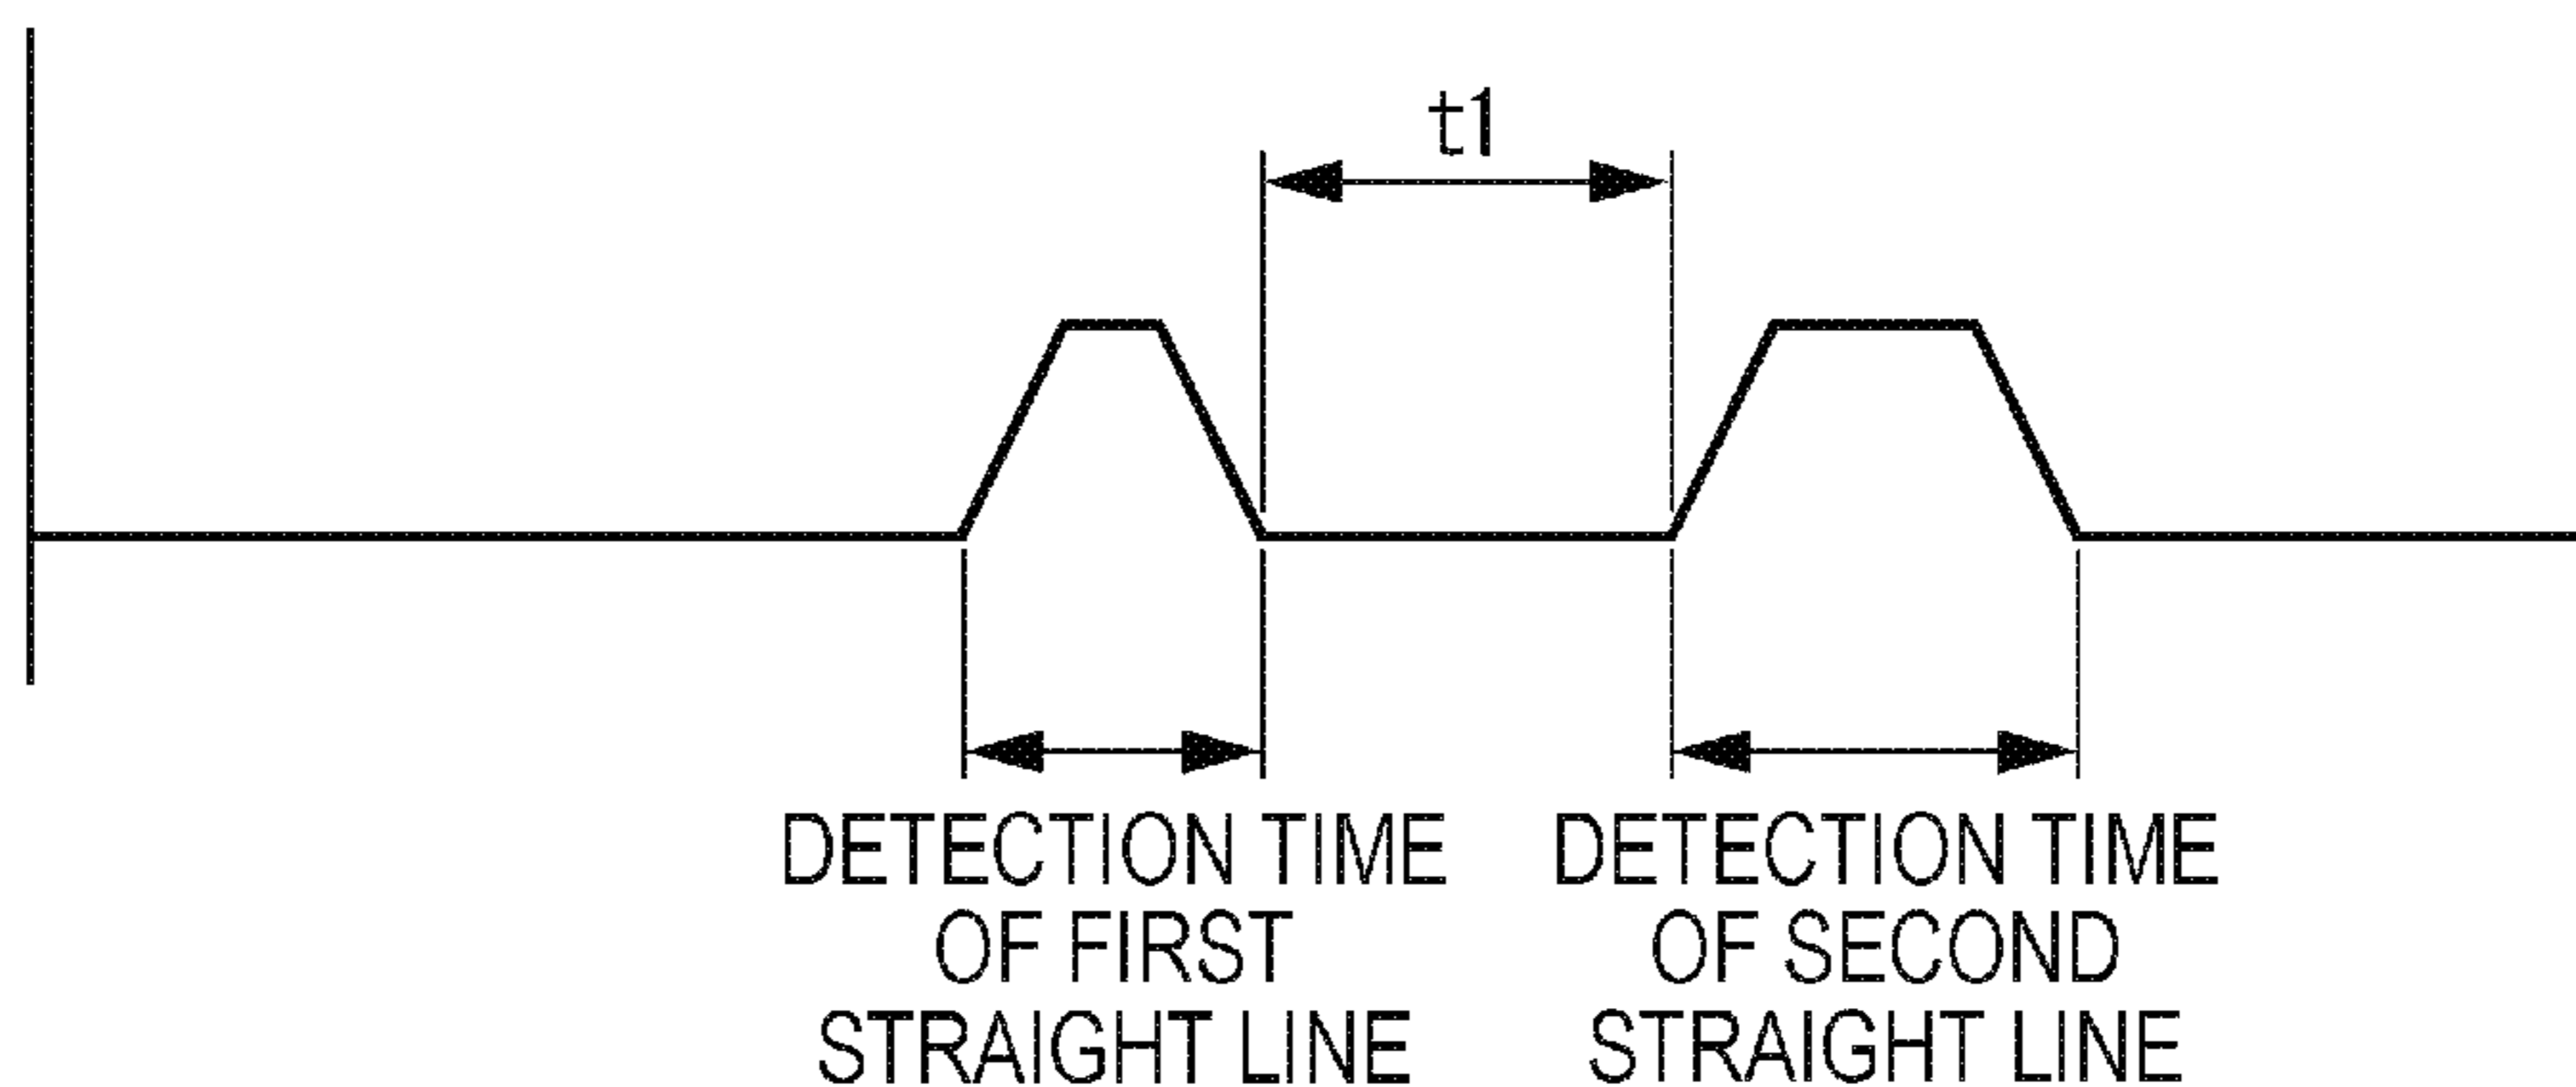 t1
DETECTION TIME
OF FIRST
STRAIGHT LINE
DETECTION TIME
OF SECOND
STRAIGHT LINE